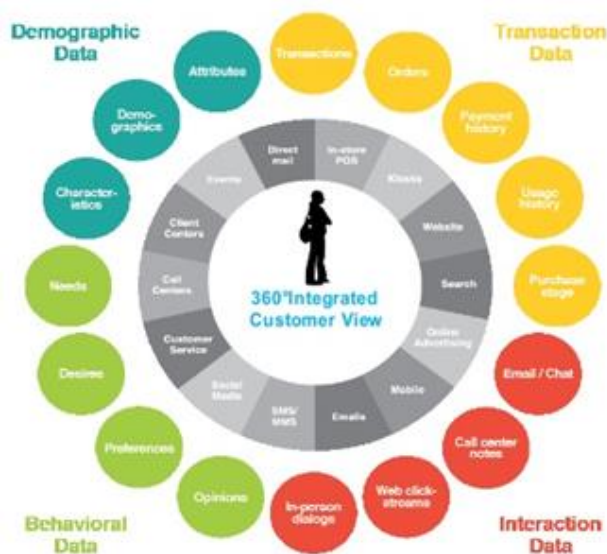 Demographic
Data
Transaction
Data
Attributes
Transactions
Orders
Demo-
graphics
Payment
history
Character-
istics
Usage
history
Needs
Purchase
stage
Desires
Email / Chat
Preferences
Call center
notes
Opinions
In-person
dialogs
Web click-
streams
Behavioral
Data
Interaction
Data
Direct
mail
In-store
POS
Events
Kiosks
Client
Centers
Website
Call
Centers
Search
Customer
Service
Online
Advertising
Social
Media
Mobile
SMS/
MMS
Emails
360°Integrated
Customer View